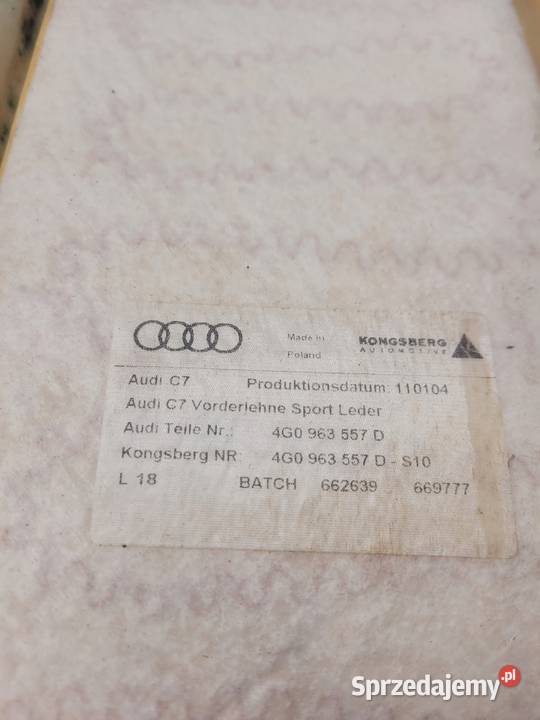 Made in
Poland
KONGSBERG
AUTOMOTIVE
Audi C7 Produktionsdatum: 110104
Audi C7 Vorderlehne Sport Leder
Audi Teile Nr.: 4G0 963 557 D
Kongsberg NR: 4G0 963 557 D - S10
L 18 BATCH 662639 669777
Sprzedajemy.pl